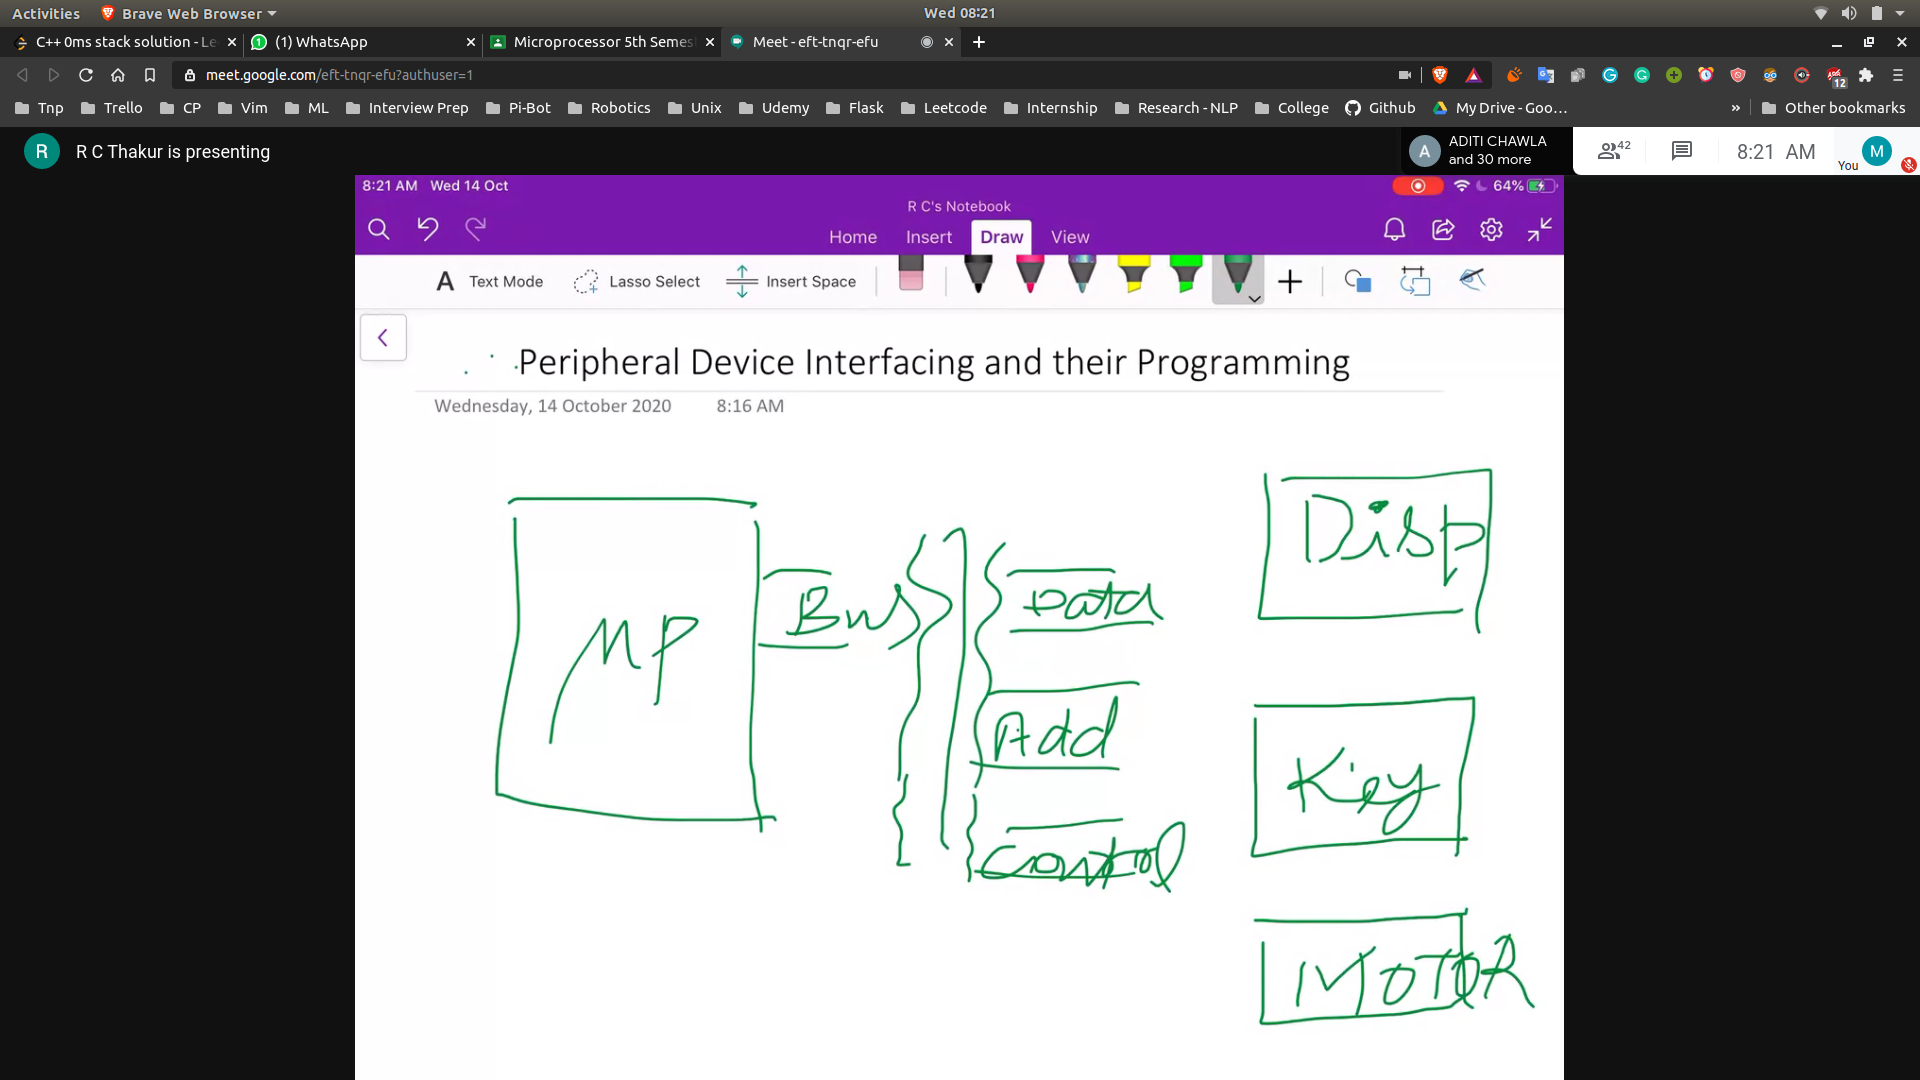 Activities Brave Web Browser Wed 08:21
C++ 0ms stack solution - Le (1) WhatsApp Microprocessor 5th Semes Meet - eft-tnqr-efu
meet.google.com/eft-tnqr-efu?authuser=1 12
Tnp Trello CP Vim ML Interview Prep Pi-Bot Robotics Unix Udemy Flask Leetcode Internship Research - NLP College Github My Drive - Goo... » Other bookmarks
R R C Thakur is presenting A ADITI CHAWLA and 30 more 42 8:21 AM You M
8:21 AM Wed 14 Oct 64%
R C's Notebook
Home Insert Draw View
A Text Mode Lasso Select Insert Space
Peripheral Device Interfacing and their Programming
Wednesday, 14 October 2020 8:16 AM
Disp
Bus Data
μP
Add
Key
Control
MOTOR